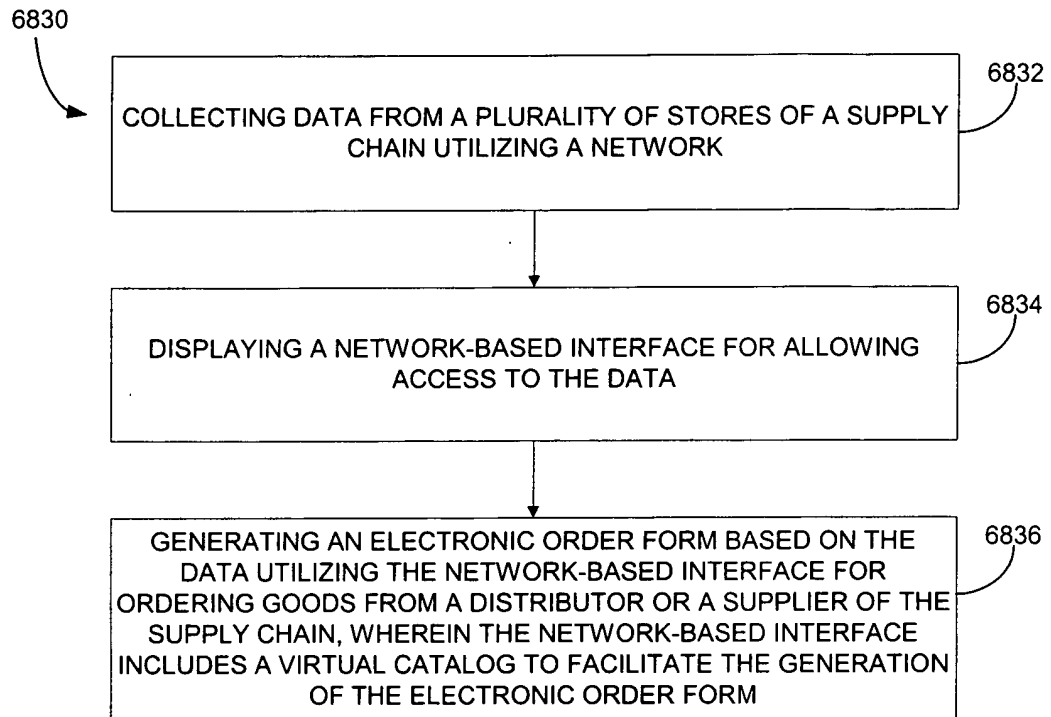 6830
6832
COLLECTING DATA FROM A PLURALITY OF STORES OF A SUPPLY
CHAIN UTILIZING A NETWORK
6834
DISPLAYING A NETWORK-BASED INTERFACE FOR ALLOWING
ACCESS TO THE DATA
6836
GENERATING AN ELECTRONIC ORDER FORM BASED ON THE
DATA UTILIZING THE NETWORK-BASED INTERFACE FOR
ORDERING GOODS FROM A DISTRIBUTOR OR A SUPPLIER OF THE
SUPPLY CHAIN, WHEREIN THE NETWORK-BASED INTERFACE
INCLUDES A VIRTUAL CATALOG TO FACILITATE THE GENERATION
OF THE ELECTRONIC ORDER FORM